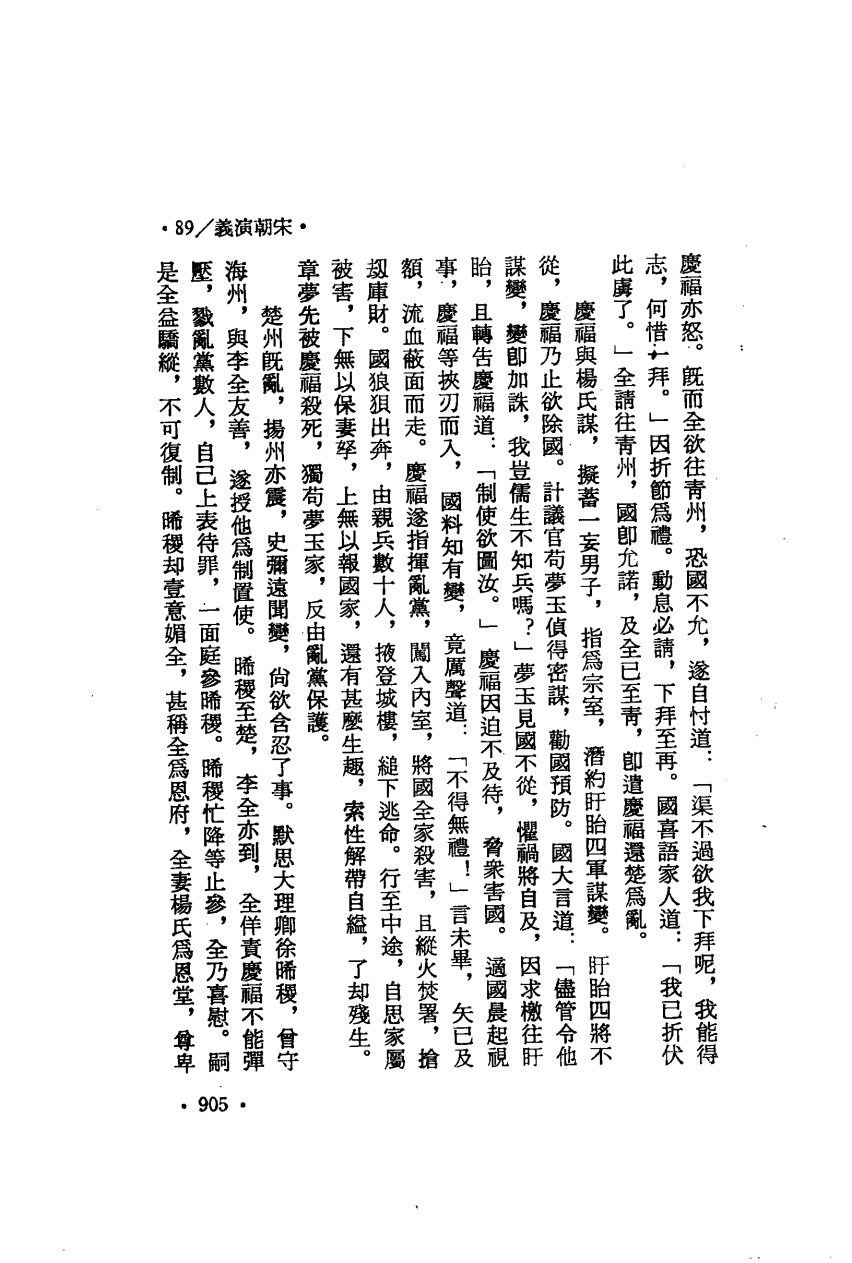 ·宋朝演義／89·
慶福亦怒。旣而全欲往靑州，恐國不允，遂自忖道：「渠不過欲我下拜呢，我能得
志，何惜一拜。」因折節爲禮。動息必請，下拜至再。國喜語家人道：「我已折伏
此虜了。」全請往靑州，國卽允諾，及全已至靑，卽遣慶福還楚爲亂。
慶福與楊氏謀，擬蓄一妄男子，指爲宗室，潛約盱眙四軍謀變。盱眙四將不
從，慶福乃止欲除國。計議官苟夢玉偵得密謀，勸國預防。國大言道：「儘管令他
謀變，變卽加誅，我豈儒生不知兵嗎？」夢玉見國不從，懼禍將自及，因求檄往盱
眙，且轉告慶福道：「制使欲圖汝。」慶福因迫不及待，脅衆害國。適國晨起視
事，慶福等挾刃而入，國料知有變，竟厲聲道：「不得無禮！」言未畢，矢已及
額，流血蔽面而走。慶福遂指揮亂黨，闖入內室，將國全家殺害，且縱火焚署，搶
刼庫財。國狼狽出奔，由親兵數十人，掖登城樓，縋下逃命。行至中途，自思家屬
被害，下無以保妻孥，上無以報國家，還有甚麼生趣，索性解帶自縊，了却殘生。
章夢先被慶福殺死，獨苟夢玉家，反由亂黨保護。
楚州旣亂，揚州亦震，史彌遠聞變，尙欲含忍了事。默思大理卿徐晞稷，曾守
海州，與李全友善，遂授他爲制置使。晞稷至楚，李全亦到，全佯責慶福不能彈
壓，戮亂黨數人，自己上表待罪，一面庭參晞稷。晞稷忙降等止參，全乃喜慰。嗣
是全益驕縱，不可復制。晞稷却壹意媚全，甚稱全爲恩府，全妻楊氏爲恩堂，尊卑
·905·